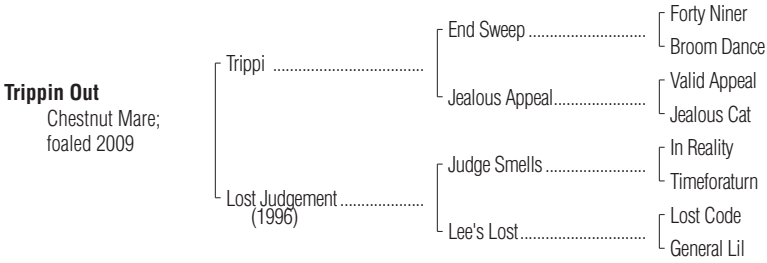 Trippin Out
Chestnut Mare;
foaled 2009
Trippi ..................................
Lost Judgement ...................
(1996)
End Sweep ..........................
Jealous Appeal.....................
Judge Smells .......................
Lee's Lost............................
Forty Niner
Broom Dance
Valid Appeal
Jealous Cat
In Reality
Timeforaturn
Lost Code
General Lil